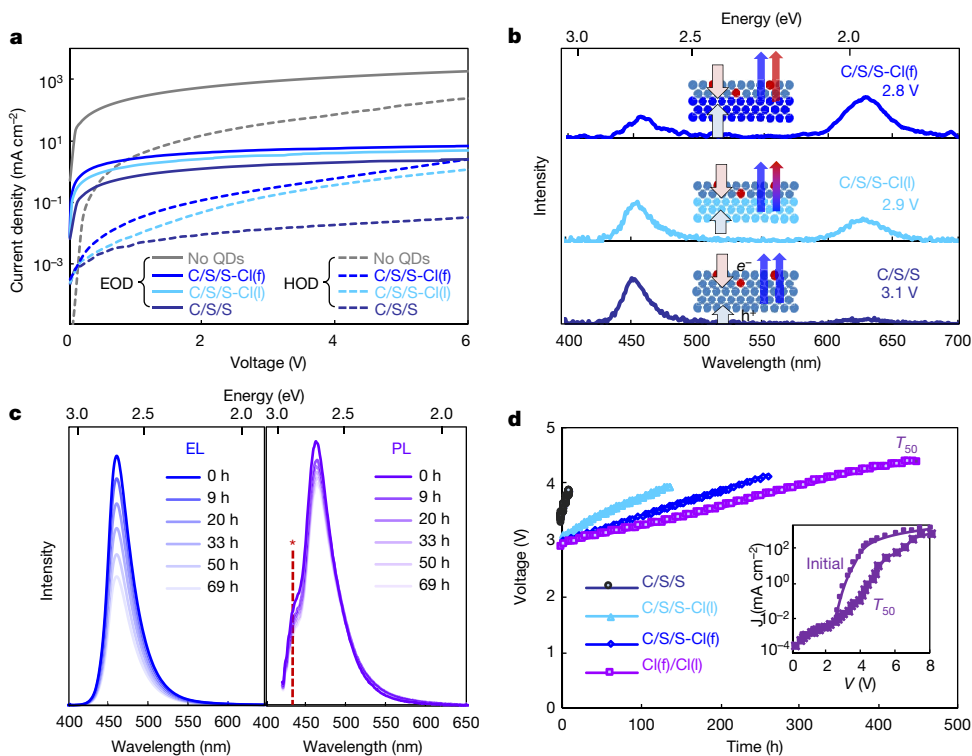 a
Current density (mA cm⁻²)
10³
10¹
10⁻¹
10⁻³
EOD
No QDs
C/S/S-Cl(f)
C/S/S-Cl(l)
C/S/S
HOD
No QDs
C/S/S-Cl(f)
C/S/S-Cl(l)
C/S/S
0 2 4 6
Voltage (V)
b
Energy (eV)
3.0 2.4 2.0
C/S/S-Cl(f)
2.8 V
C/S/S-Cl(l)
2.9 V
C/S/S
3.1 V
e⁻
h⁺
Intensity
400 450 500 550 600 650 700
Wavelength (nm)
c
Energy (eV)
3.0 2.5 2.0 3.0 2.5 2.0
EL
0 h
9 h
20 h
33 h
50 h
69 h
PL
0 h
9 h
20 h
33 h
50 h
69 h
*
Intensity
400 450 500 550 600 400 450 500 550 600 650
Wavelength (nm) Wavelength (nm)
d
Voltage (V)
5
4
3
2
1
0
T₅₀
C/S/S
C/S/S-Cl(l)
C/S/S-Cl(f)
Cl(f)/Cl(l)
Initial
T₅₀
J (mA cm⁻²)
10²
10⁰
10⁻²
10⁻⁴
0 2 4 6 8
V (V)
0 100 200 300 400 500
Time (h)